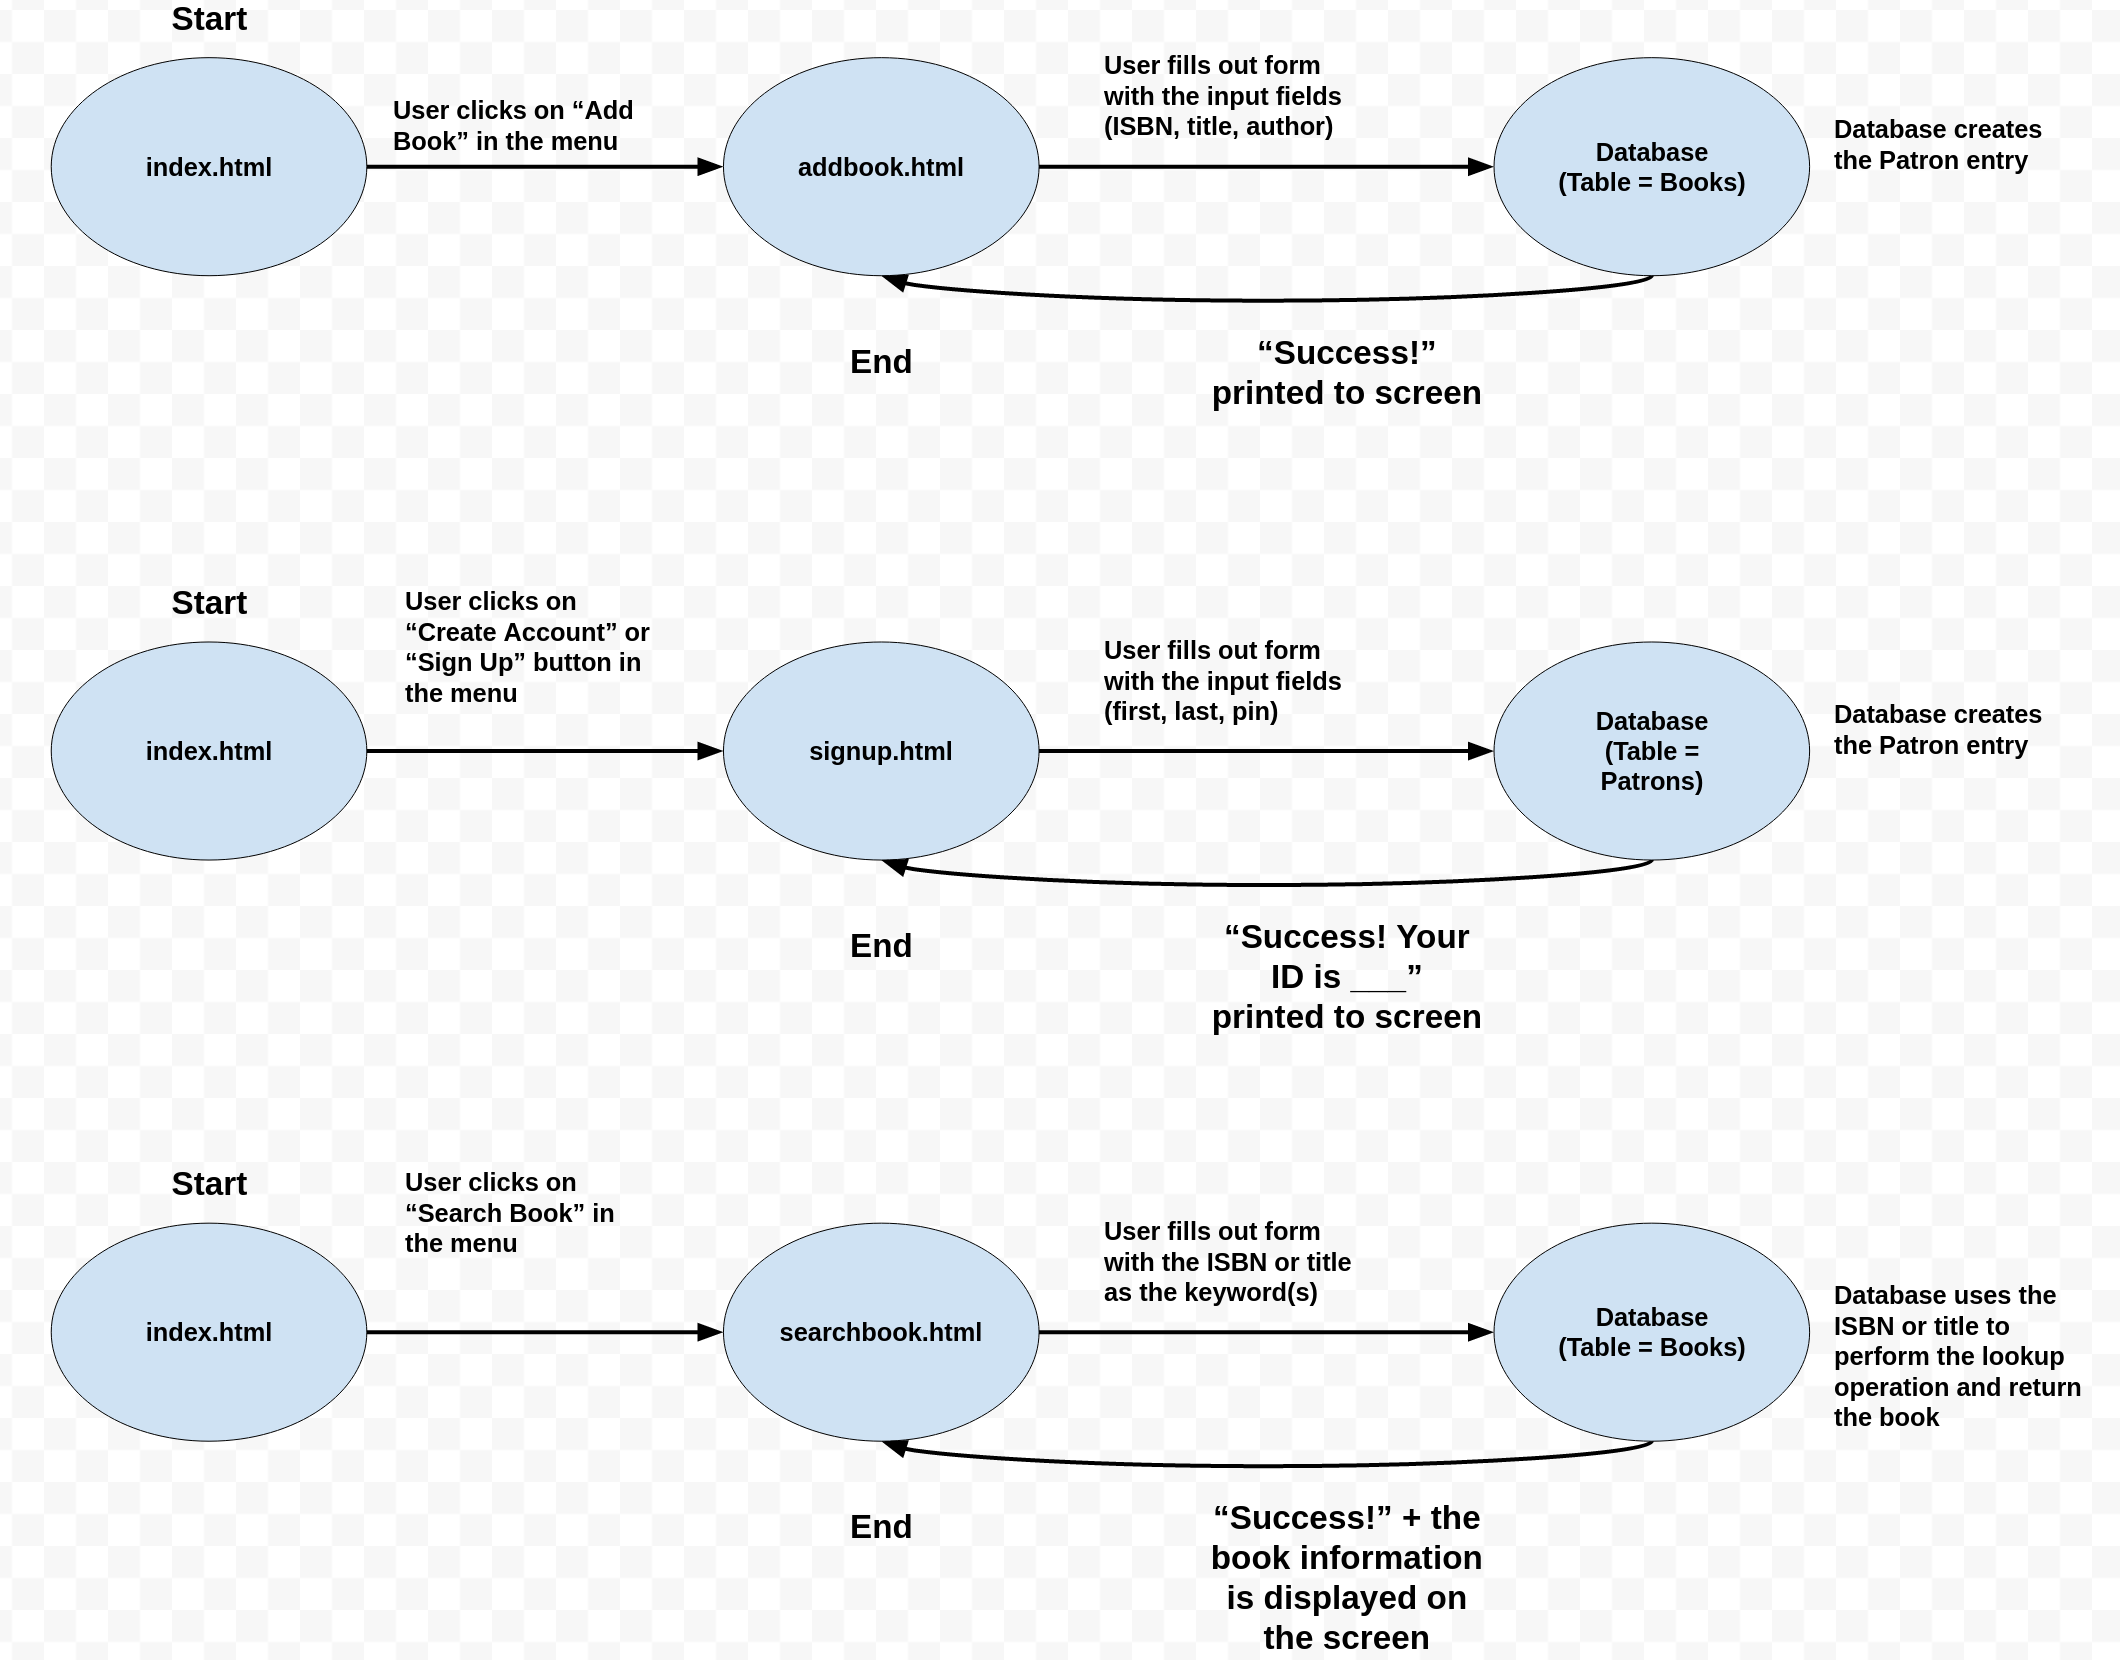 Start
User clicks on “Add
Book” in the menu
User fills out form
with the input fields
(ISBN, title, author)
index.html
addbook.html
Database
(Table = Books)
Database creates
the Patron entry
End
“Success!”
printed to screen
Start
User clicks on
“Create Account” or
“Sign Up” button in
the menu
User fills out form
with the input fields
(first, last, pin)
index.html
signup.html
Database
(Table =
Patrons)
Database creates
the Patron entry
End
“Success! Your
ID is ___”
printed to screen
Start
User clicks on
“Search Book” in
the menu
User fills out form
with the ISBN or title
as the keyword(s)
index.html
searchbook.html
Database
(Table = Books)
Database uses the
ISBN or title to
perform the lookup
operation and return
the book
End
“Success!” + the
book information
is displayed on
the screen